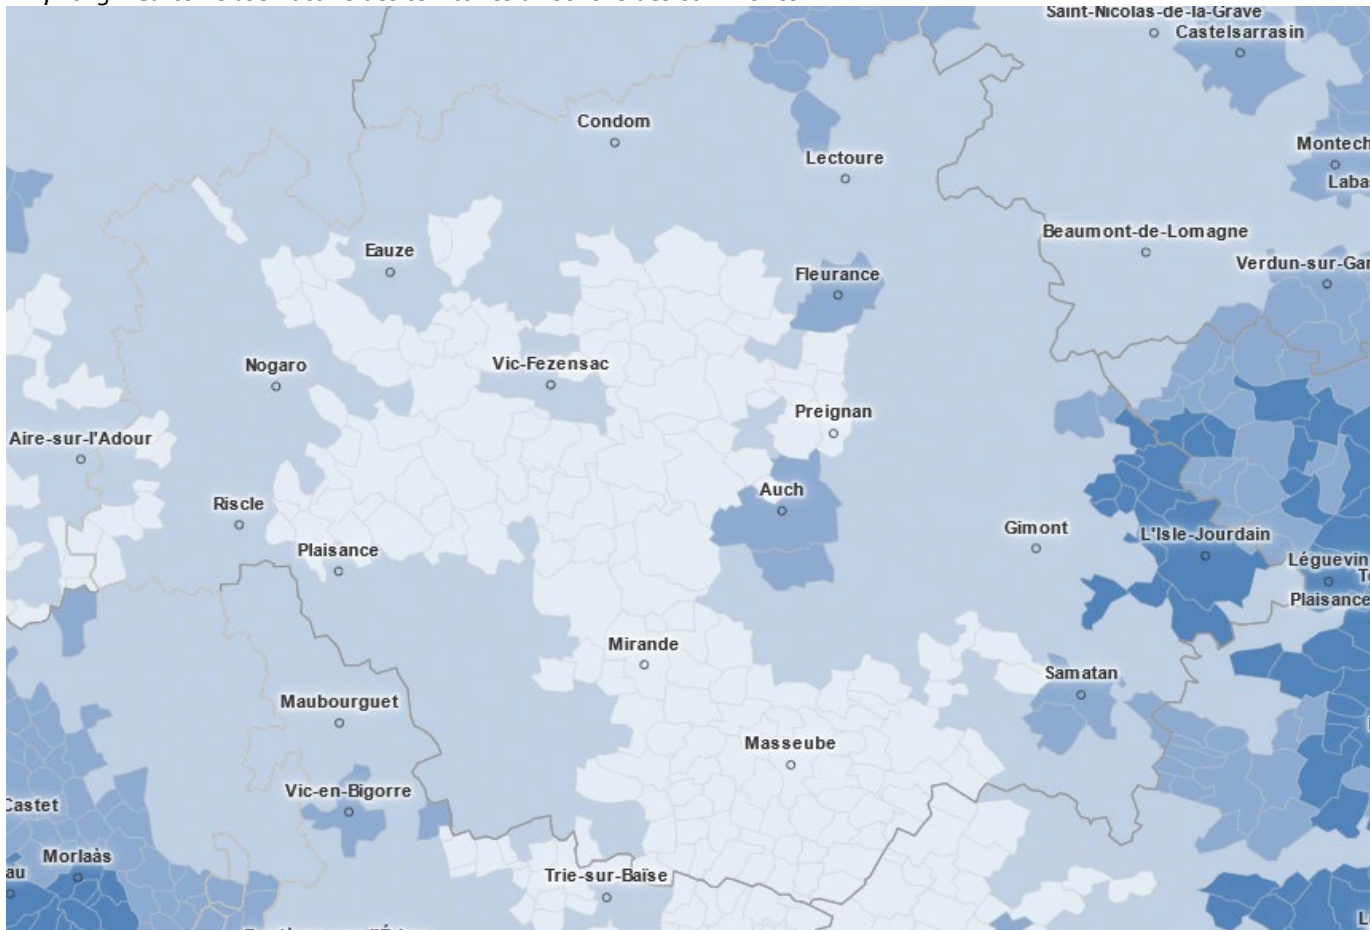 Saint-Nicolas-de-la-Grave
Castelsarrasin
Condom
Montech
Lectoure
Laba
Beaumont-de-Lomagne
Eauze
Verdun-sur-Gar
Fleurance
Nogaro
Vic-Fezensac
Preignan
Aire-sur-l'Adour
Auch
Riscle
Gimont
L'Isle-Jourdain
Plaisance
Léguevin
Plaisance
Mirande
Samatan
Maubourguet
Masseube
Vic-en-Bigorre
Castet
Morlaàs
au
Trie-sur-Baïse